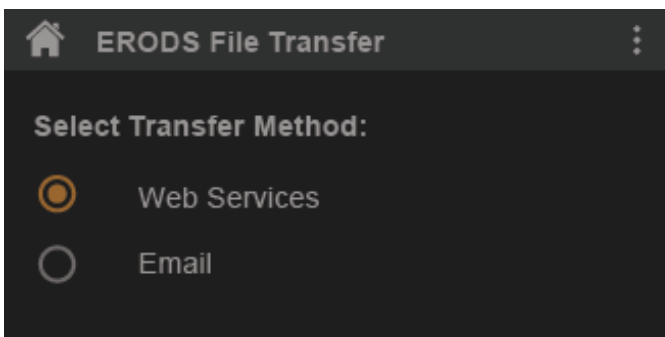 ERODS File Transfer
Select Transfer Method:
Web Services
Email